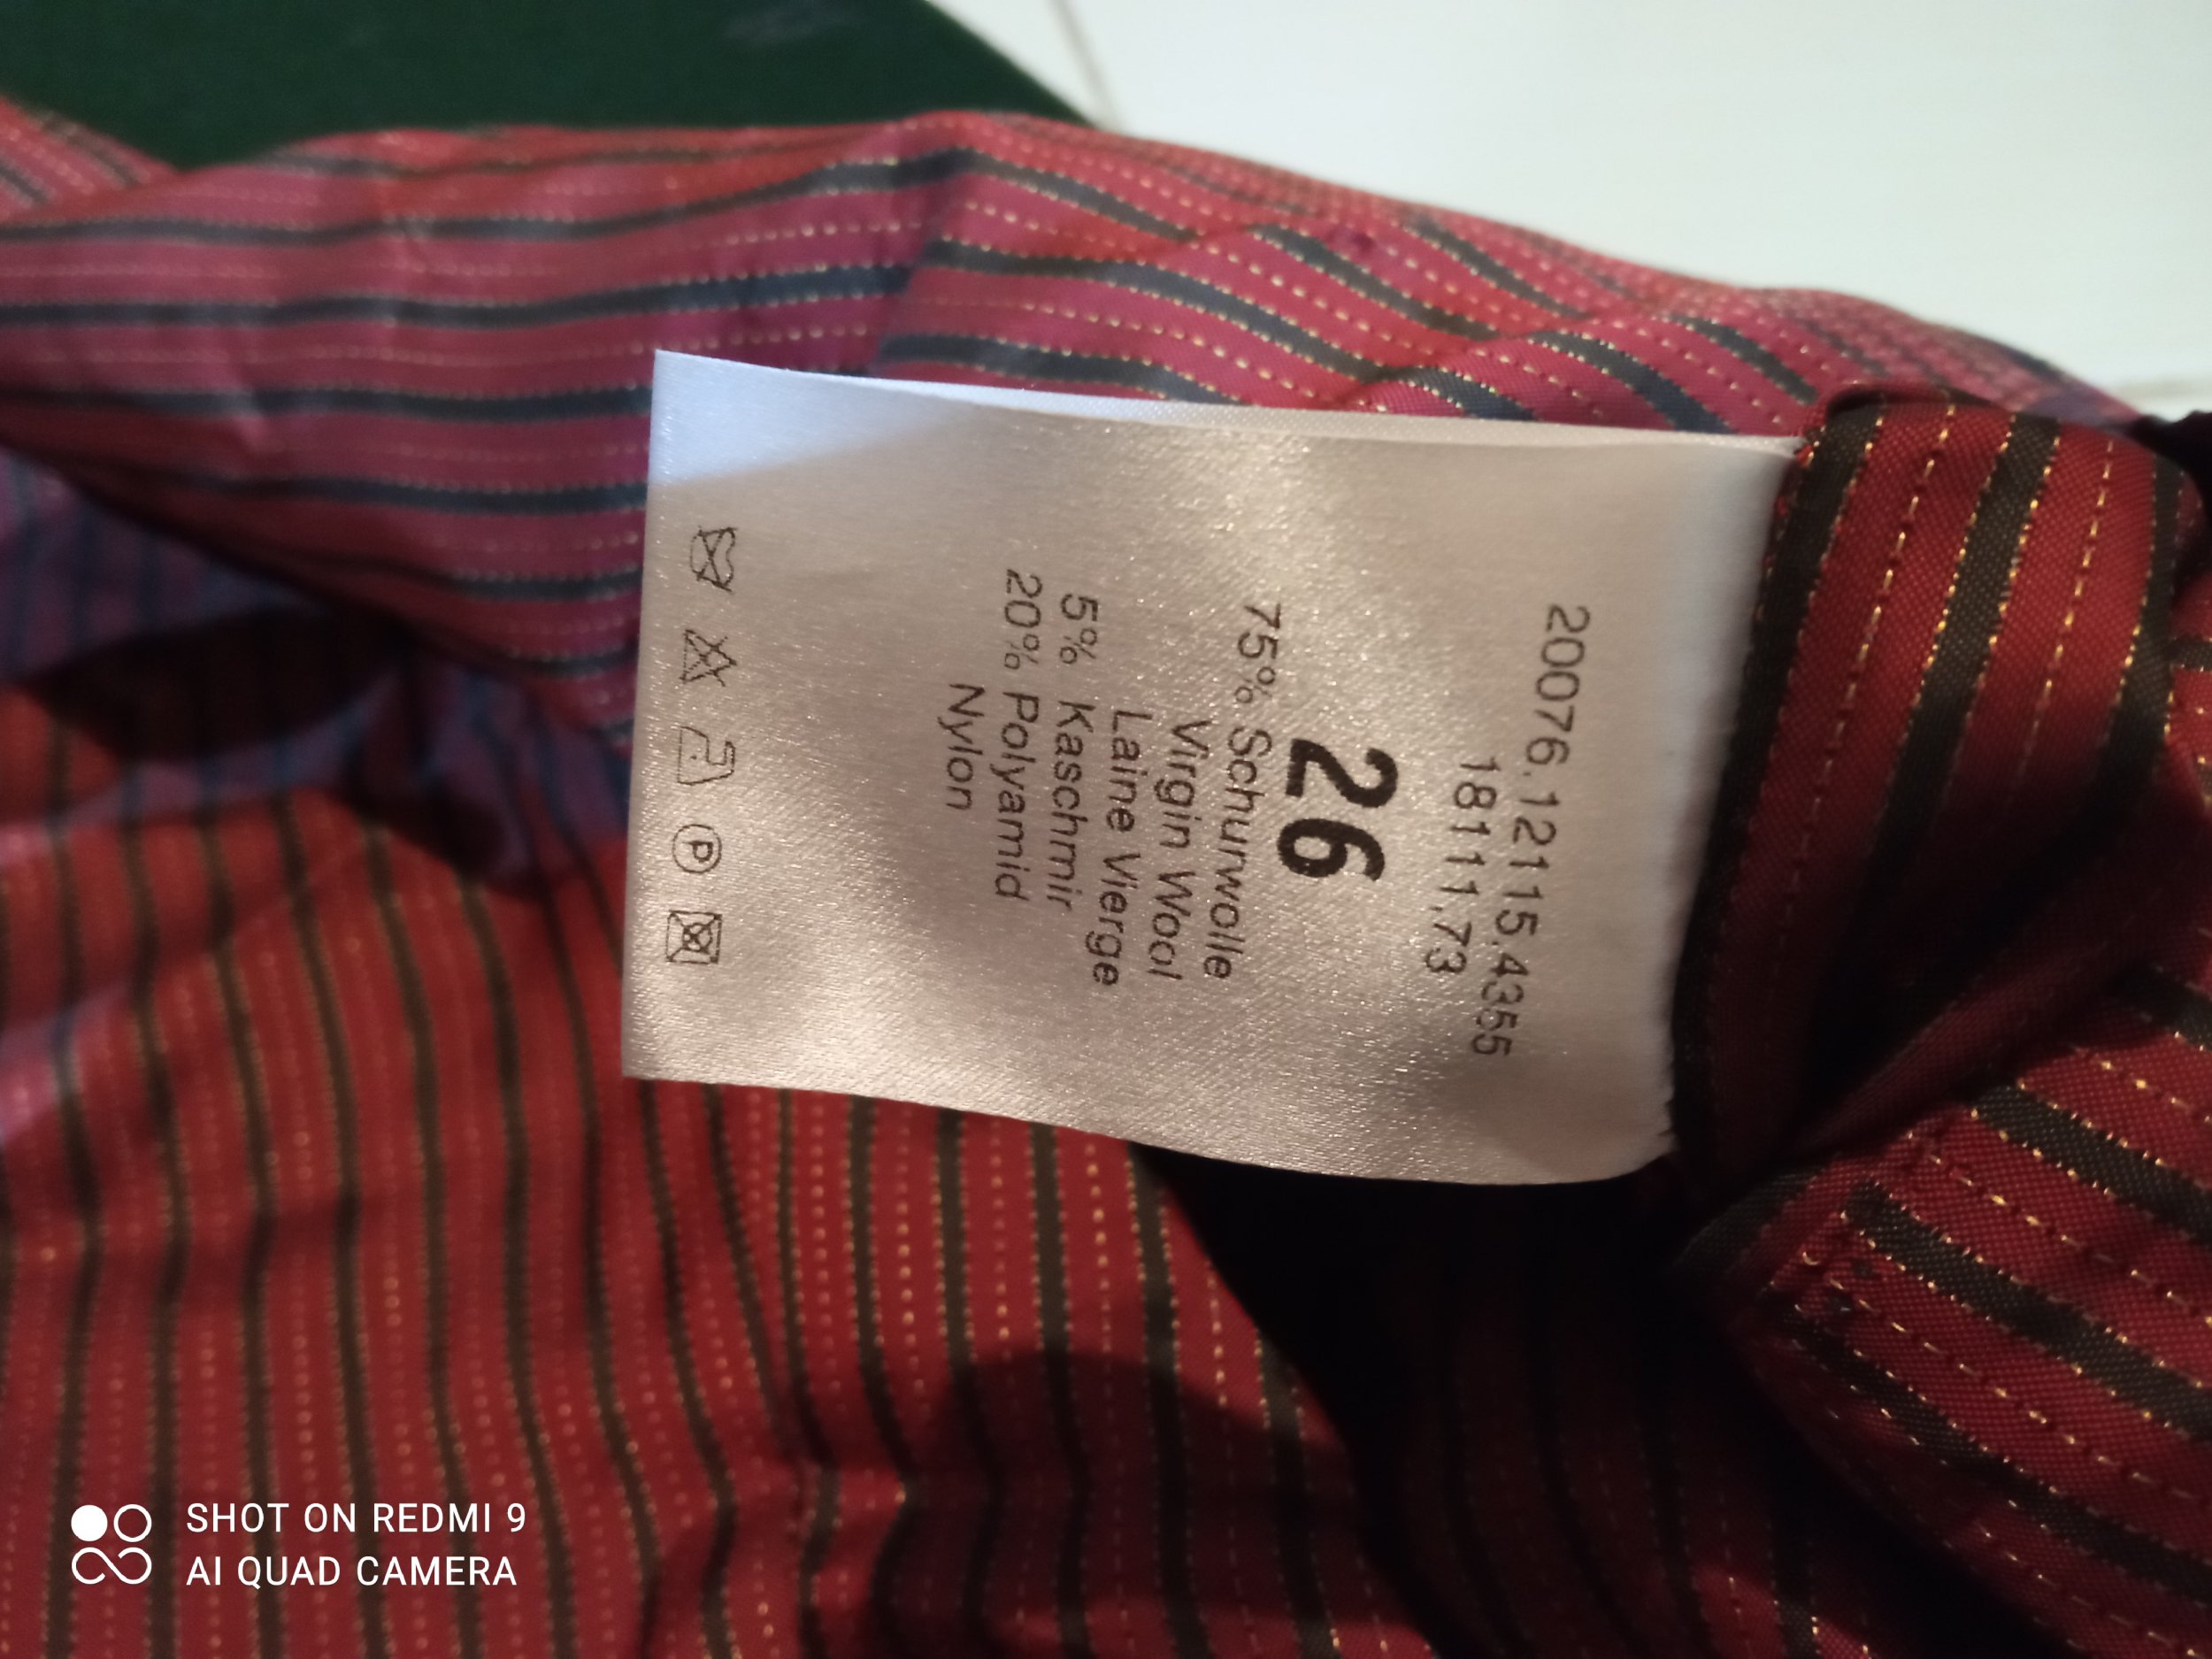 20076.12115.4355
18111.73
26
75% Schurwolle
Virgin Wool
Laine Vierge
5% Kaschmir
20% Polyamid
Nylon
P
SHOT ON REDMI 9
AI QUAD CAMERA